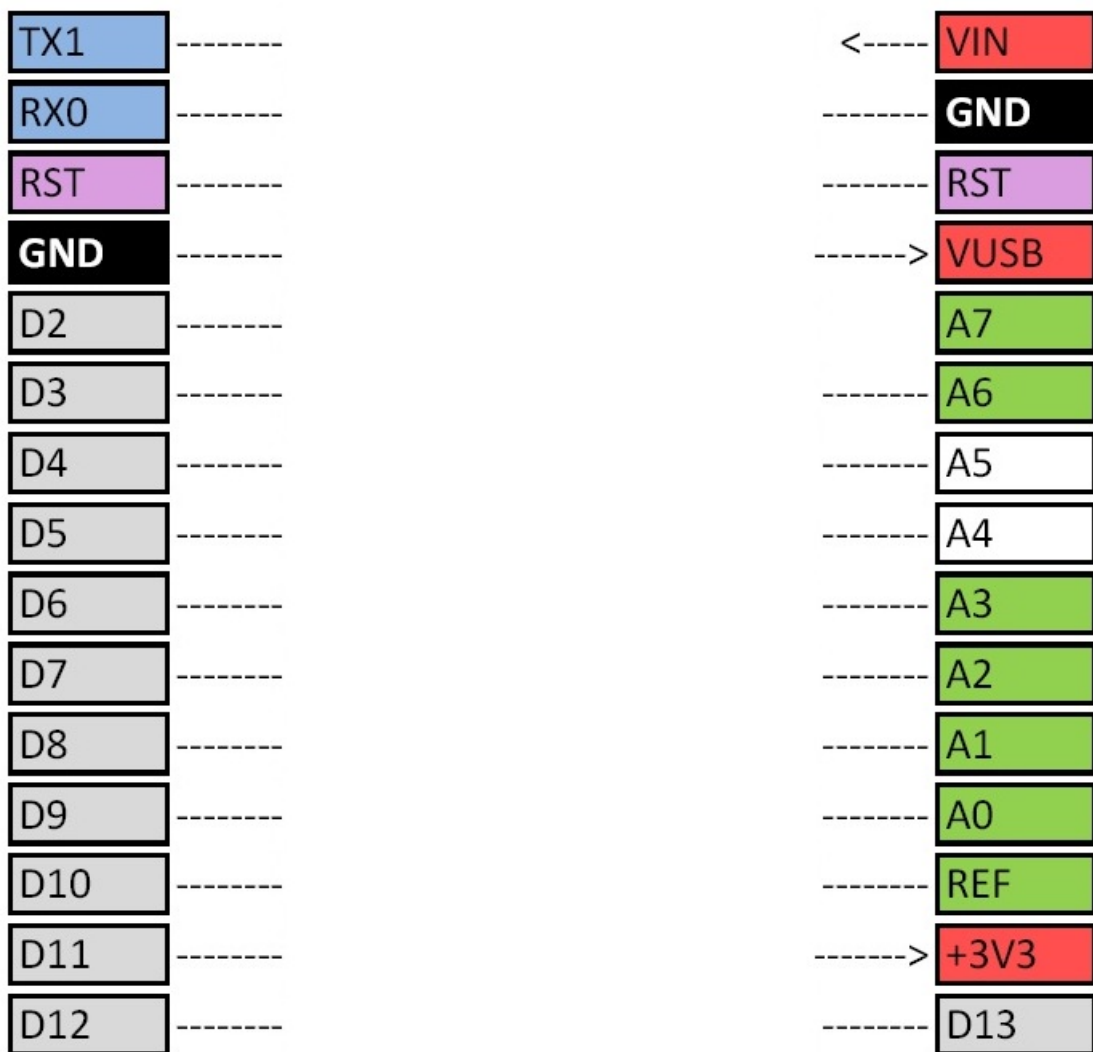 TX1 -------- <----- VIN
RX0 -------- -------- GND
RST -------- -------- RST
GND -------- -------> VUSB
D2 -------- A7
D3 -------- -------- A6
D4 -------- -------- A5
D5 -------- -------- A4
D6 -------- -------- A3
D7 -------- -------- A2
D8 -------- -------- A1
D9 -------- -------- A0
D10 -------- -------- REF
D11 -------- -------> +3V3
D12 -------- -------- D13